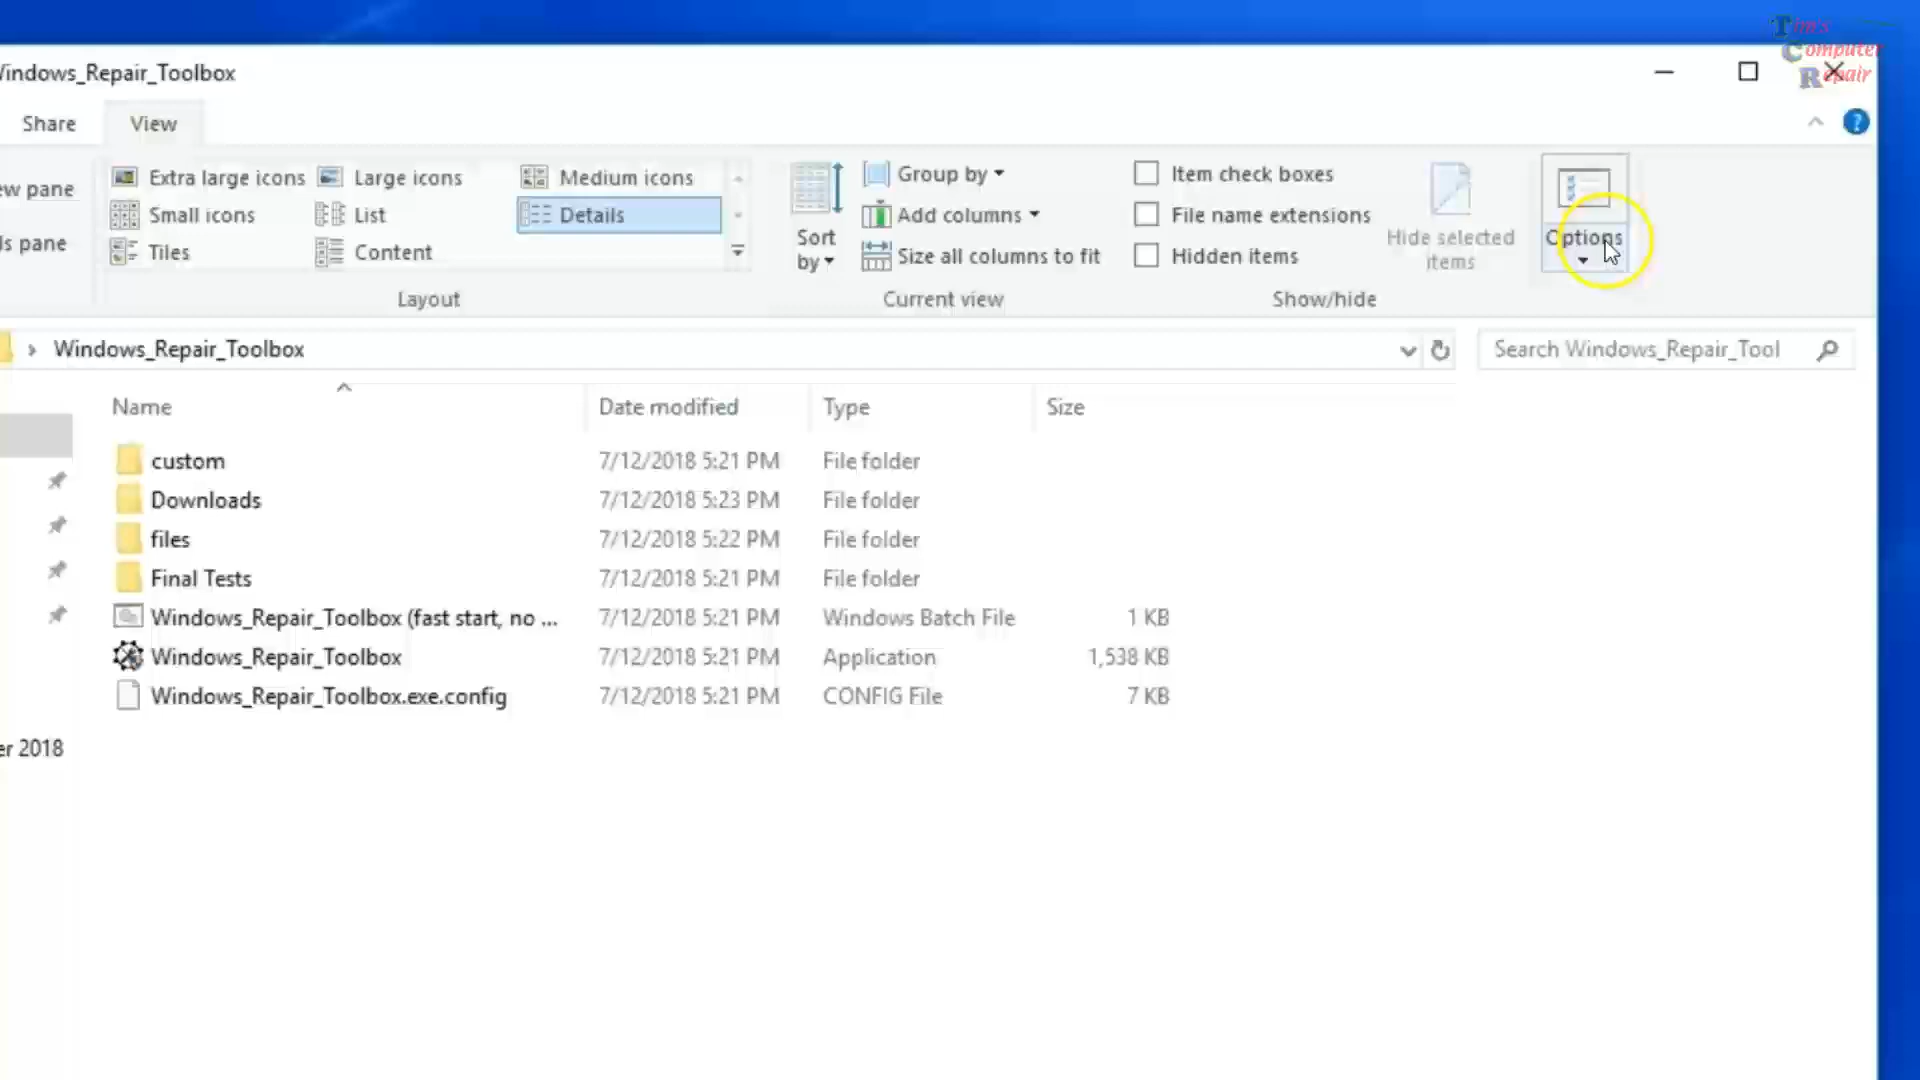 Tim's
Computer
Repair
Windows_Repair_Toolbox
Share
View
ew pane
ls pane
Extra large icons
Large icons
Medium icons
Small icons
List
Details
Tiles
Content
Layout
Sort
by
Group by
Add columns
Size all columns to fit
Current view
Item check boxes
File name extensions
Hidden items
Show/hide
Hide selected
items
Options
?
Windows_Repair_Toolbox
Search Windows_Repair_Tool
Name Date modified Type Size
custom 7/12/2018 5:21 PM File folder
Downloads 7/12/2018 5:23 PM File folder
files 7/12/2018 5:22 PM File folder
Final Tests 7/12/2018 5:21 PM File folder
Windows_Repair_Toolbox (fast start, no ... 7/12/2018 5:21 PM Windows Batch File 1 KB
Windows_Repair_Toolbox 7/12/2018 5:21 PM Application 1,538 KB
Windows_Repair_Toolbox.exe.config 7/12/2018 5:21 PM CONFIG File 7 KB
er 2018